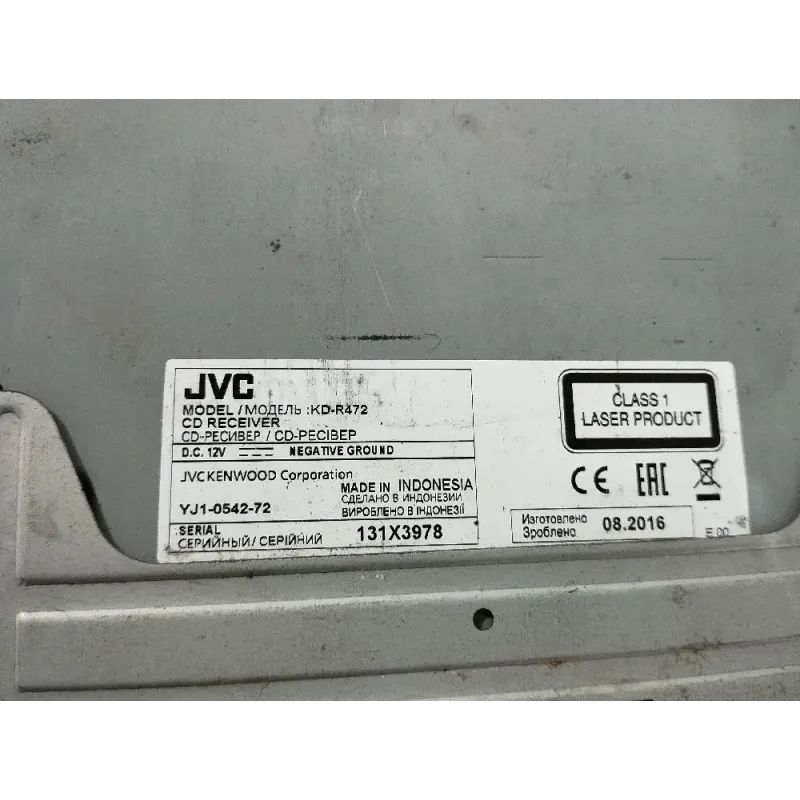 JVC
MODEL / МОДЕЛЬ :KD-R472
CD RECEIVER
CD-РЕСИВЕР / CD-РЕСІВЕР
D.C. 12V NEGATIVE GROUND
JVCKENWOOD Corporation
MADE IN INDONESIA
СДЕЛАНО В ИНДОНЕЗИИ
YJ1-0542-72
ВИРОБЛЕНО В ІНДОНЕЗІЇ
SERIAL
СЕРИЙНЫЙ/ СЕРІЙНИЙ
131X3978
CLASS 1
LASER PRODUCT
CE EAC
Изготовлено
Зроблено
08.2016
E 00